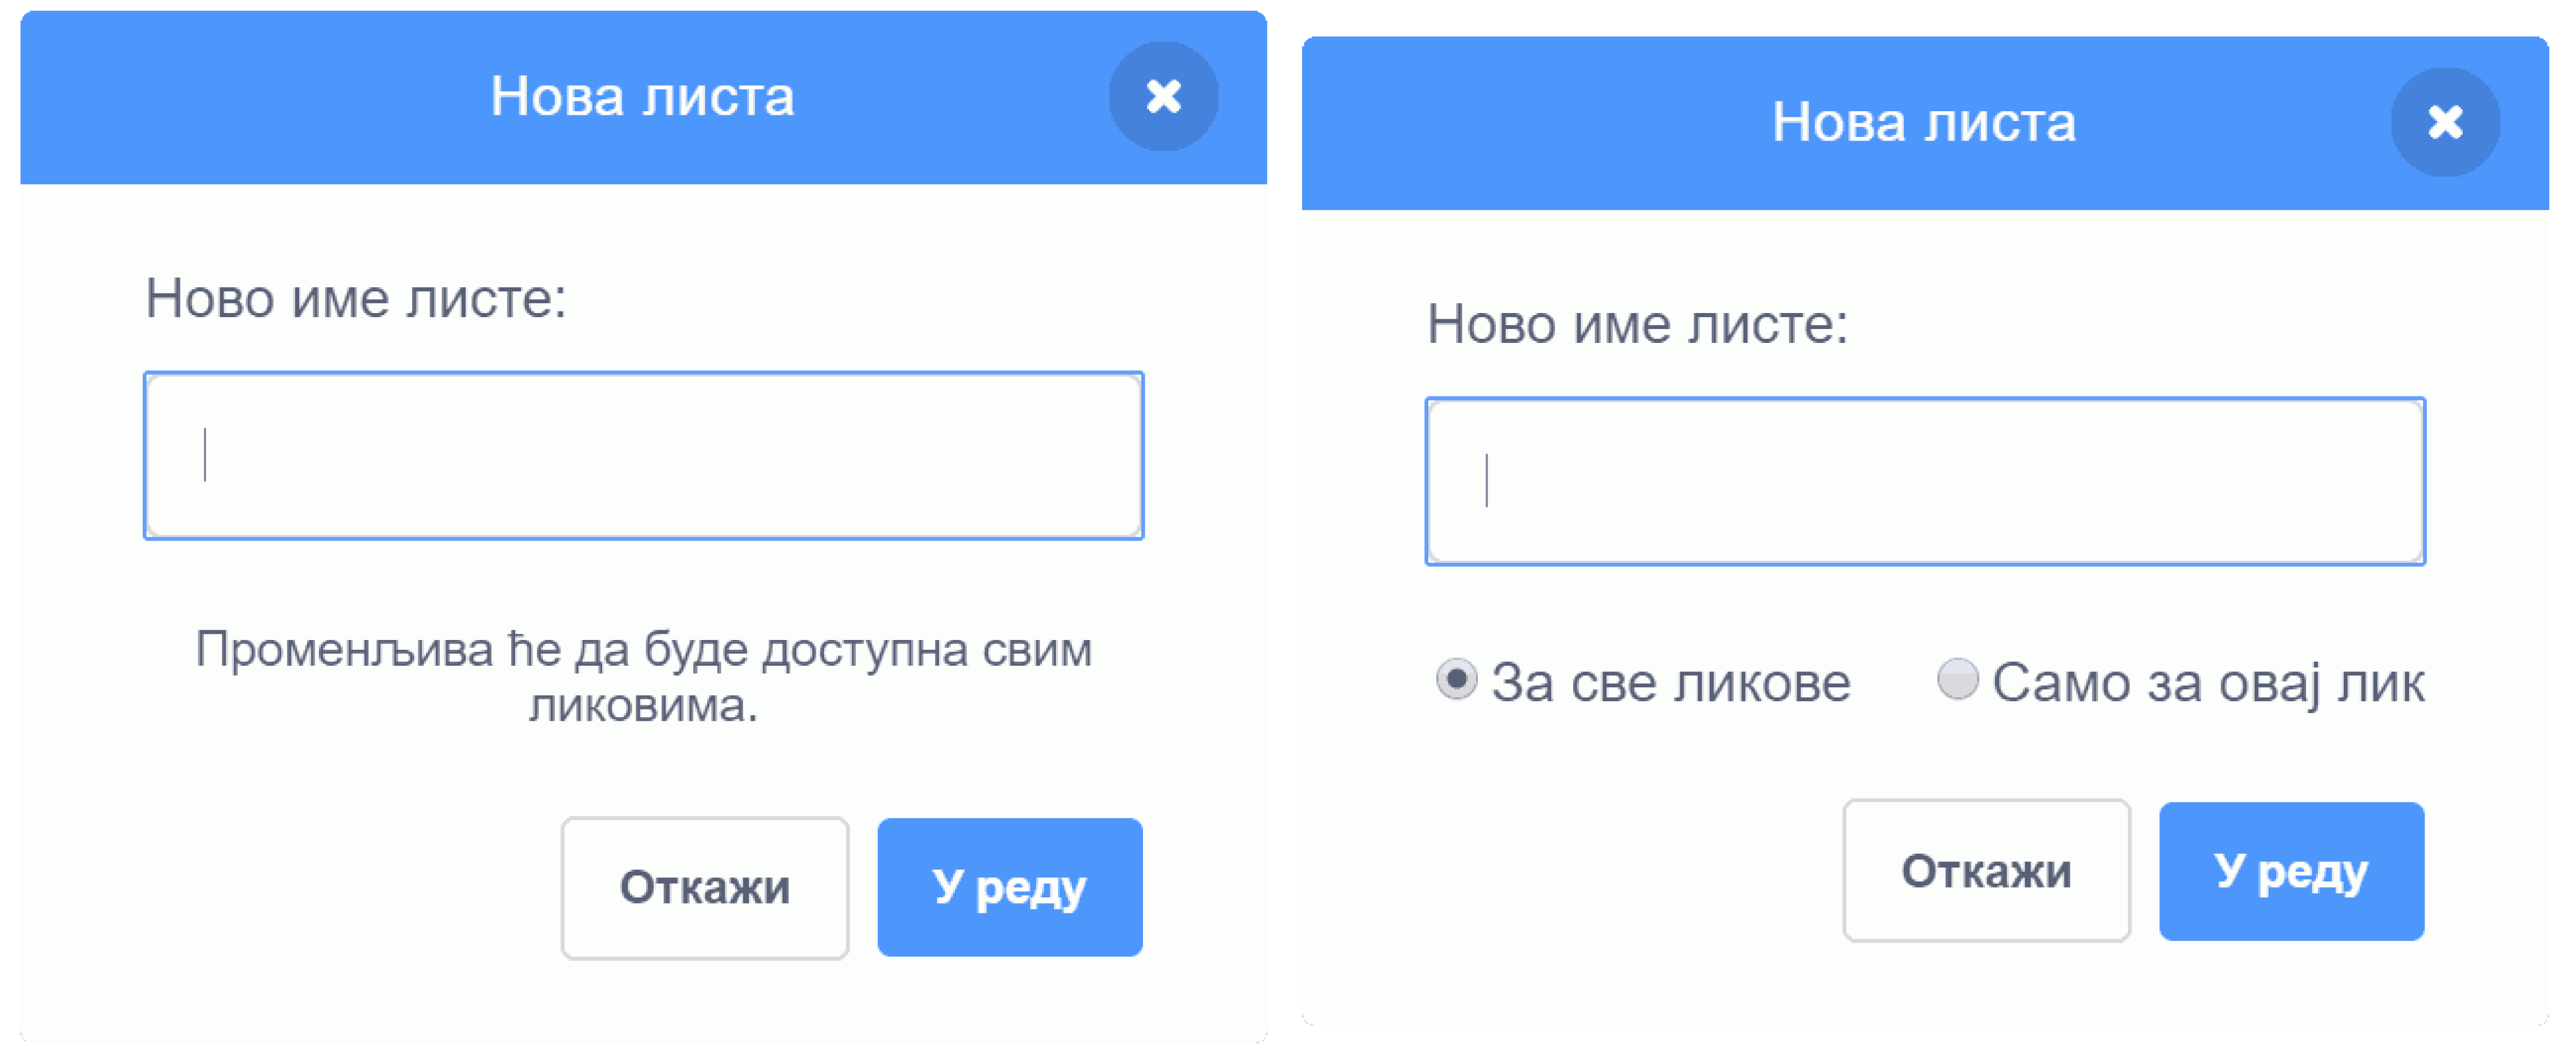 Нова листа
Ново име листе:
Променљива ће да буде доступна свим
ликовима.
Откажи
У реду
Нова листа
Ново име листе:
За све ликове
Само за овај лик
Откажи
У реду